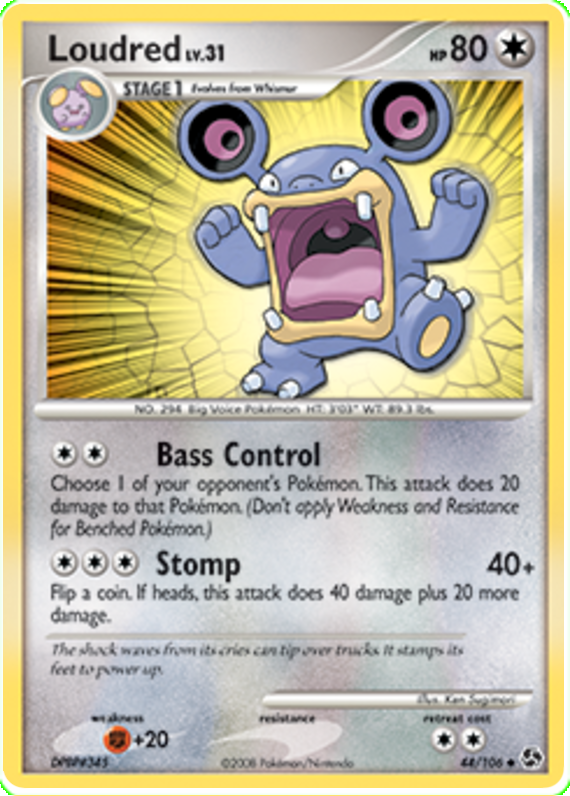 Loudred LV.31 HP 80
STAGE 1 Evolves from Whismur
NO. 294 Big Voice Pokémon HT: 3'03" WT: 89.3 lbs.
Bass Control
Choose 1 of your opponent's Pokémon. This attack does 20
damage to that Pokémon. (Don't apply Weakness and Resistance
for Benched Pokémon.)
Stomp 40+
Flip a coin. If heads, this attack does 40 damage plus 20 more
damage.
The shock waves from its cries can tip over trucks. It stamps its
feet to power up.
Illus. Ken Sugimori
weakness resistance retreat cost
+20
DPBP#345 ©2008 Pokémon/Nintendo 44/106